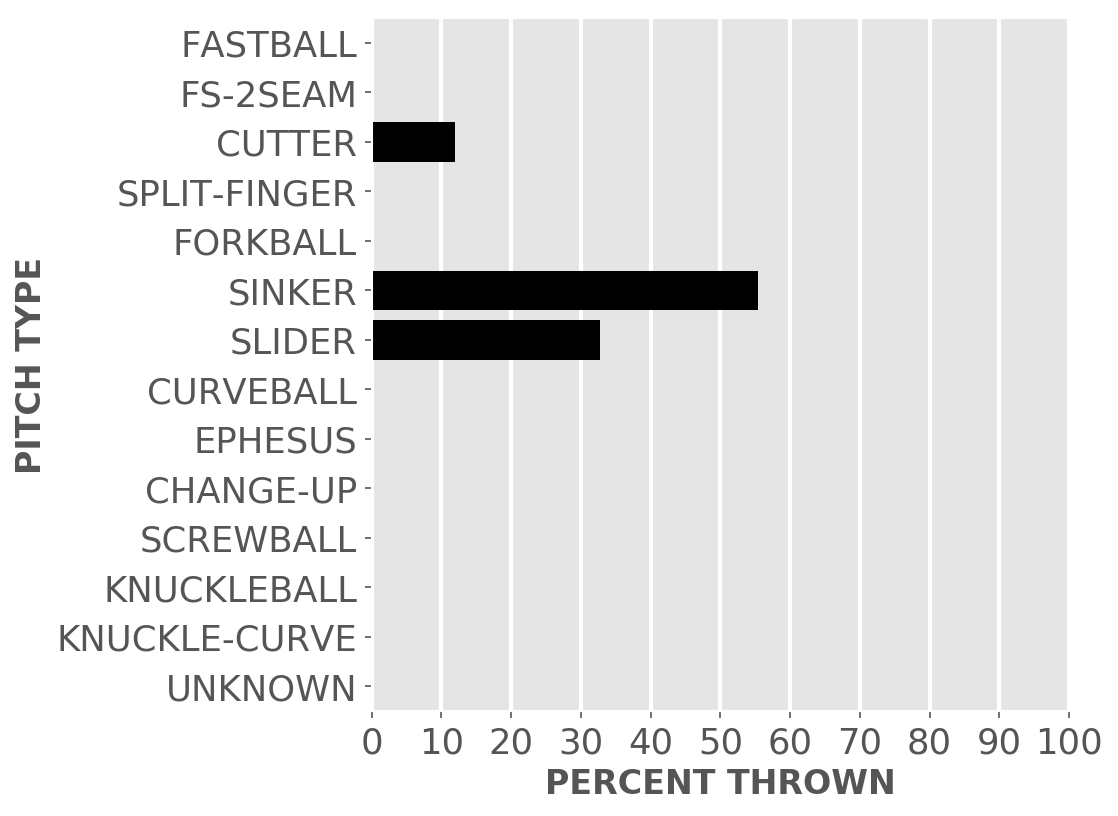 FASTBALL
FS-2SEAM
CUTTER
SPLIT-FINGER
FORKBALL
SINKER
SLIDER
CURVEBALL
EPHESUS
CHANGE-UP
SCREWBALL
KNUCKLEBALL
KNUCKLE-CURVE
UNKNOWN
PITCH TYPE
0 10 20 30 40 50 60 70 80 90 100
PERCENT THROWN